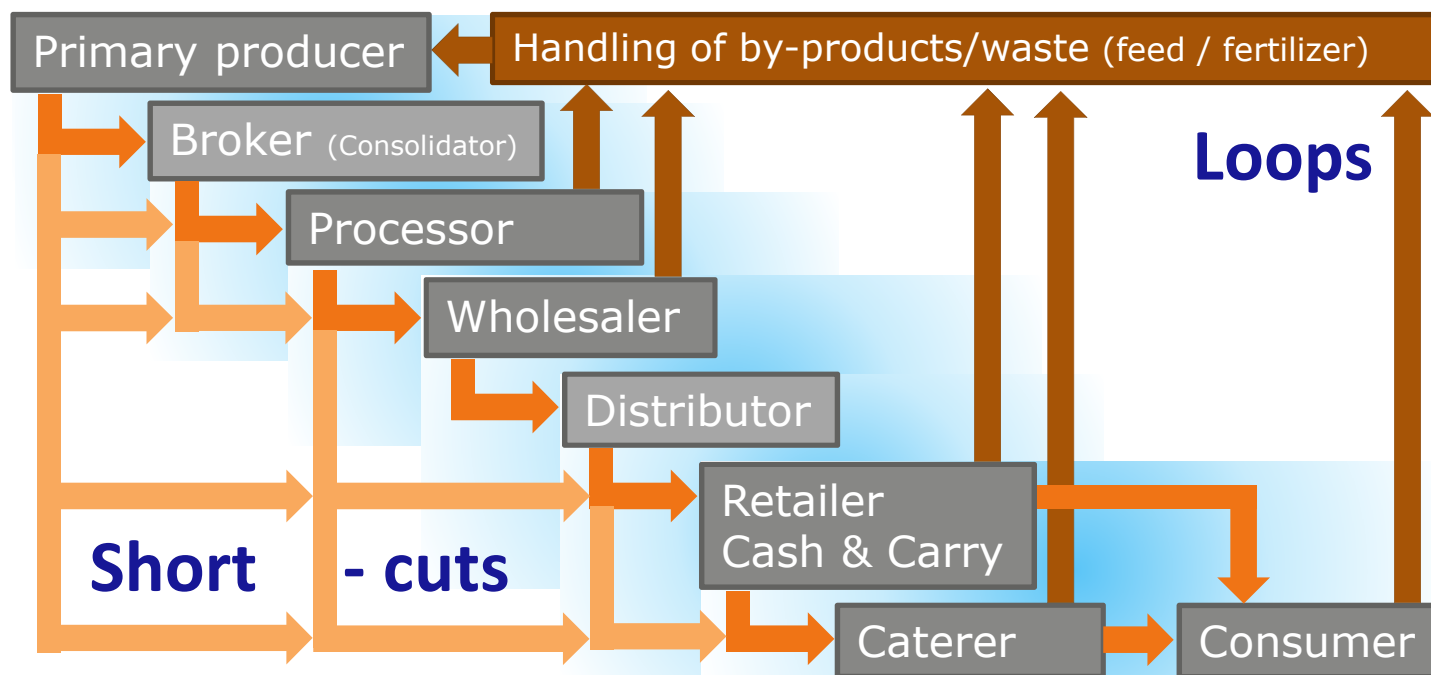 Primary producer
Handling of by-products/waste (feed / fertilizer)
Broker (Consolidator)
Loops
Processor
Wholesaler
Distributor
Retailer
Cash & Carry
Short - cuts
Caterer
Consumer